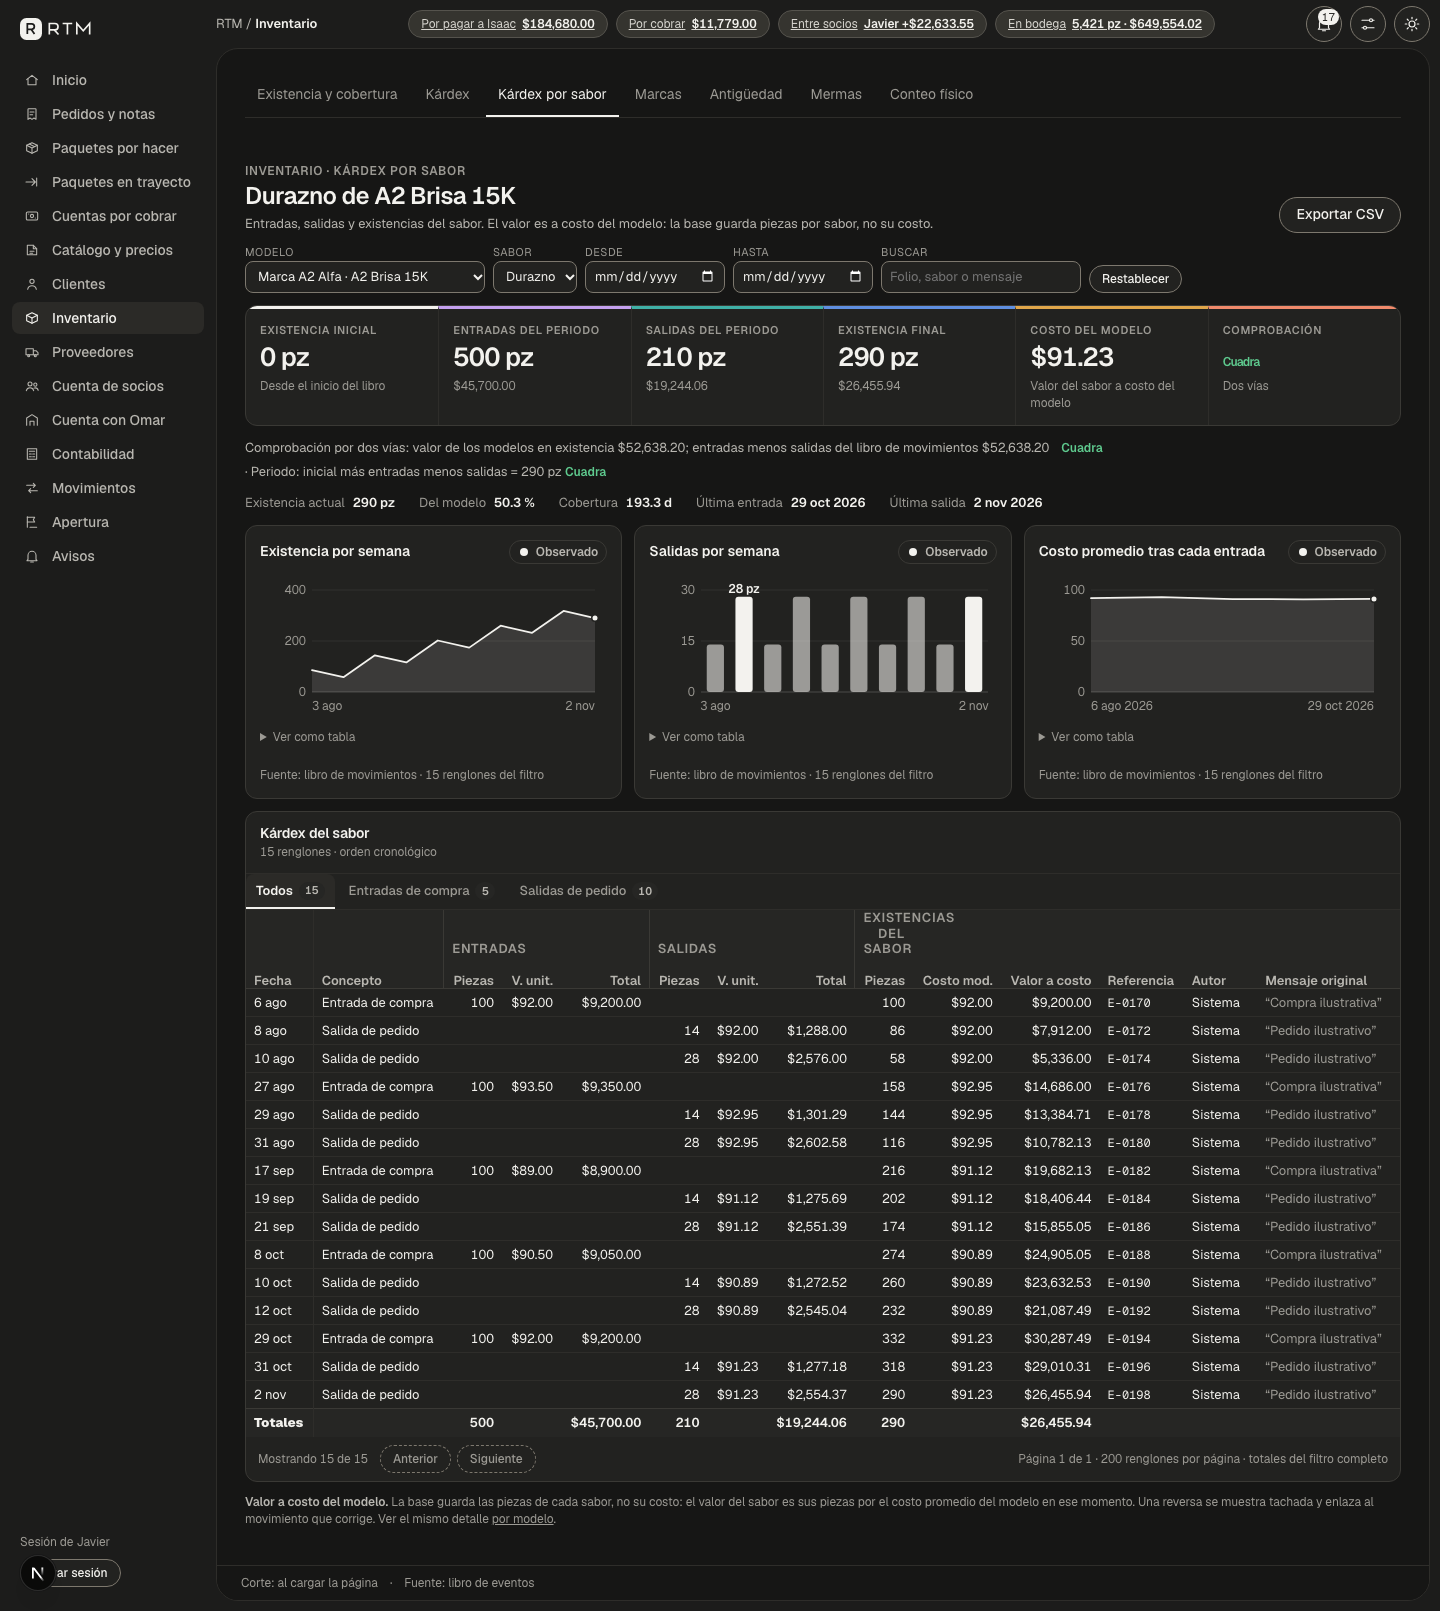 R RTM
RTM / Inventario
Por pagar a Isaac $184,680.00
Por cobrar $11,779.00
Entre socios Javier +$22,633.55
En bodega 5,421 pz · $649,554.02
17
Inicio
Pedidos y notas
Paquetes por hacer
Paquetes en trayecto
Cuentas por cobrar
Catálogo y precios
Clientes
Inventario
Proveedores
Cuenta de socios
Cuenta con Omar
Contabilidad
Movimientos
Apertura
Avisos
Sesión de Javier
N ar sesión
Existencia y cobertura Kárdex Kárdex por sabor Marcas Antigüedad Mermas Conteo físico
INVENTARIO · KÁRDEX POR SABOR
Durazno de A2 Brisa 15K
Entradas, salidas y existencias del sabor. El valor es a costo del modelo: la base guarda piezas por sabor, no su costo.
Exportar CSV
MODELO SABOR DESDE HASTA BUSCAR
Marca A2 Alfa · A2 Brisa 15K Durazno mm/dd/yyyy mm/dd/yyyy Folio, sabor o mensaje Restablecer
EXISTENCIA INICIAL
0 pz
Desde el inicio del libro
ENTRADAS DEL PERIODO
500 pz
$45,700.00
SALIDAS DEL PERIODO
210 pz
$19,244.06
EXISTENCIA FINAL
290 pz
$26,455.94
COSTO DEL MODELO
$91.23
Valor del sabor a costo del
modelo
COMPROBACIÓN
Cuadra
Dos vías
Comprobación por dos vías: valor de los modelos en existencia $52,638.20; entradas menos salidas del libro de movimientos $52,638.20 Cuadra
· Periodo: inicial más entradas menos salidas = 290 pz Cuadra
Existencia actual 290 pz Del modelo 50.3 % Cobertura 193.3 d Última entrada 29 oct 2026 Última salida 2 nov 2026
Existencia por semana Observado
400
200
0
3 ago 2 nov
Ver como tabla
Fuente: libro de movimientos · 15 renglones del filtro
Salidas por semana Observado
28 pz
30
15
0
3 ago 2 nov
Ver como tabla
Fuente: libro de movimientos · 15 renglones del filtro
Costo promedio tras cada entrada Observado
100
50
0
6 ago 2026 29 oct 2026
Ver como tabla
Fuente: libro de movimientos · 15 renglones del filtro
Kárdex del sabor
15 renglones · orden cronológico
Todos 15 Entradas de compra 5 Salidas de pedido 10
ENTRADAS SALIDAS EXISTENCIAS DEL SABOR
Fecha Concepto Piezas V. unit. Total Piezas V. unit. Total Piezas Costo mod. Valor a costo Referencia Autor Mensaje original
6 ago Entrada de compra 100 $92.00 $9,200.00 100 $92.00 $9,200.00 E-0170 Sistema “Compra ilustrativa”
8 ago Salida de pedido 14 $92.00 $1,288.00 86 $92.00 $7,912.00 E-0172 Sistema “Pedido ilustrativo”
10 ago Salida de pedido 28 $92.00 $2,576.00 58 $92.00 $5,336.00 E-0174 Sistema “Pedido ilustrativo”
27 ago Entrada de compra 100 $93.50 $9,350.00 158 $92.95 $14,686.00 E-0176 Sistema “Compra ilustrativa”
29 ago Salida de pedido 14 $92.95 $1,301.29 144 $92.95 $13,384.71 E-0178 Sistema “Pedido ilustrativo”
31 ago Salida de pedido 28 $92.95 $2,602.58 116 $92.95 $10,782.13 E-0180 Sistema “Pedido ilustrativo”
17 sep Entrada de compra 100 $89.00 $8,900.00 216 $91.12 $19,682.13 E-0182 Sistema “Compra ilustrativa”
19 sep Salida de pedido 14 $91.12 $1,275.69 202 $91.12 $18,406.44 E-0184 Sistema “Pedido ilustrativo”
21 sep Salida de pedido 28 $91.12 $2,551.39 174 $91.12 $15,855.05 E-0186 Sistema “Pedido ilustrativo”
8 oct Entrada de compra 100 $90.50 $9,050.00 274 $90.89 $24,905.05 E-0188 Sistema “Compra ilustrativa”
10 oct Salida de pedido 14 $90.89 $1,272.52 260 $90.89 $23,632.53 E-0190 Sistema “Pedido ilustrativo”
12 oct Salida de pedido 28 $90.89 $2,545.04 232 $90.89 $21,087.49 E-0192 Sistema “Pedido ilustrativo”
29 oct Entrada de compra 100 $92.00 $9,200.00 332 $91.23 $30,287.49 E-0194 Sistema “Compra ilustrativa”
31 oct Salida de pedido 14 $91.23 $1,277.18 318 $91.23 $29,010.31 E-0196 Sistema “Pedido ilustrativo”
2 nov Salida de pedido 28 $91.23 $2,554.37 290 $91.23 $26,455.94 E-0198 Sistema “Pedido ilustrativo”
Totales 500 $45,700.00 210 $19,244.06 290 $26,455.94
Mostrando 15 de 15 Anterior Siguiente Página 1 de 1 · 200 renglones por página · totales del filtro completo
Valor a costo del modelo. La base guarda las piezas de cada sabor, no su costo: el valor del sabor es sus piezas por el costo promedio del modelo en ese momento. Una reversa se muestra tachada y enlaza al
movimiento que corrige. Ver el mismo detalle por modelo.
Corte: al cargar la página · Fuente: libro de eventos